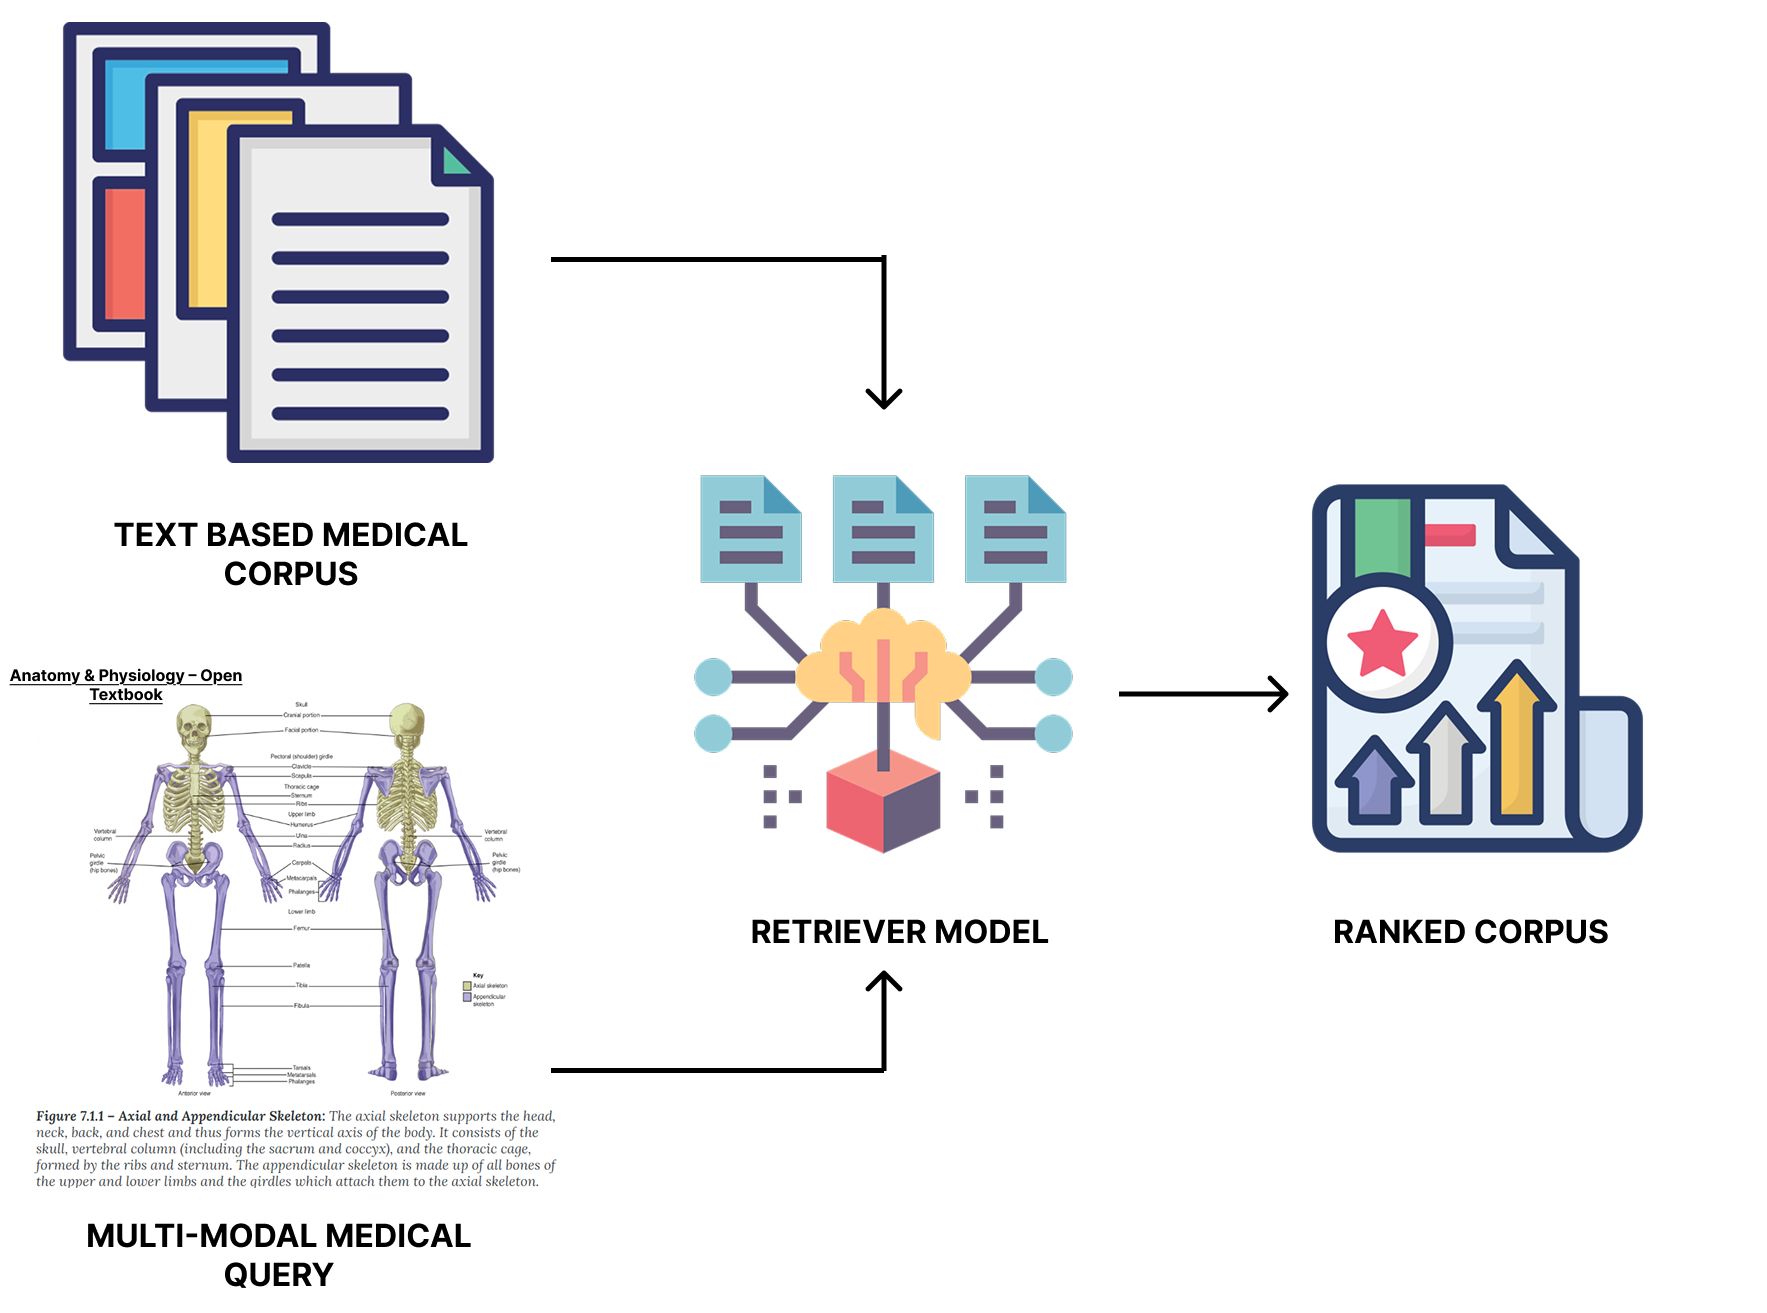 TEXT BASED MEDICAL
CORPUS
Anatomy & Physiology – Open
Textbook
Skull
Cranial portion
Facial portion
Pectoral (shoulder) girdle
Clavicle
Scapula
Thoracic cage
Sternum
Ribs
Upper limb
Humerus
Vertebral
column
Ulna
Vertebral
column
Radius
Pelvic
girdle
(hip bones)
Carpals
Pelvic
girdle
(hip bones)
Metacarpals
Phalanges
Lower limb
Femur
Patella
Tibia
Fibula
Key
Axial skeleton
Appendicular
skeleton
Tarsals
Metatarsals
Phalanges
Anterior view
Posterior view
Figure 7.1.1 – Axial and Appendicular Skeleton: The axial skeleton supports the head,
neck, back, and chest and thus forms the vertical axis of the body. It consists of the
skull, vertebral column (including the sacrum and coccyx), and the thoracic cage,
formed by the ribs and sternum. The appendicular skeleton is made up of all bones of
the upper and lower limbs and the girdles which attach them to the axial skeleton.
MULTI-MODAL MEDICAL
QUERY
RETRIEVER MODEL
RANKED CORPUS